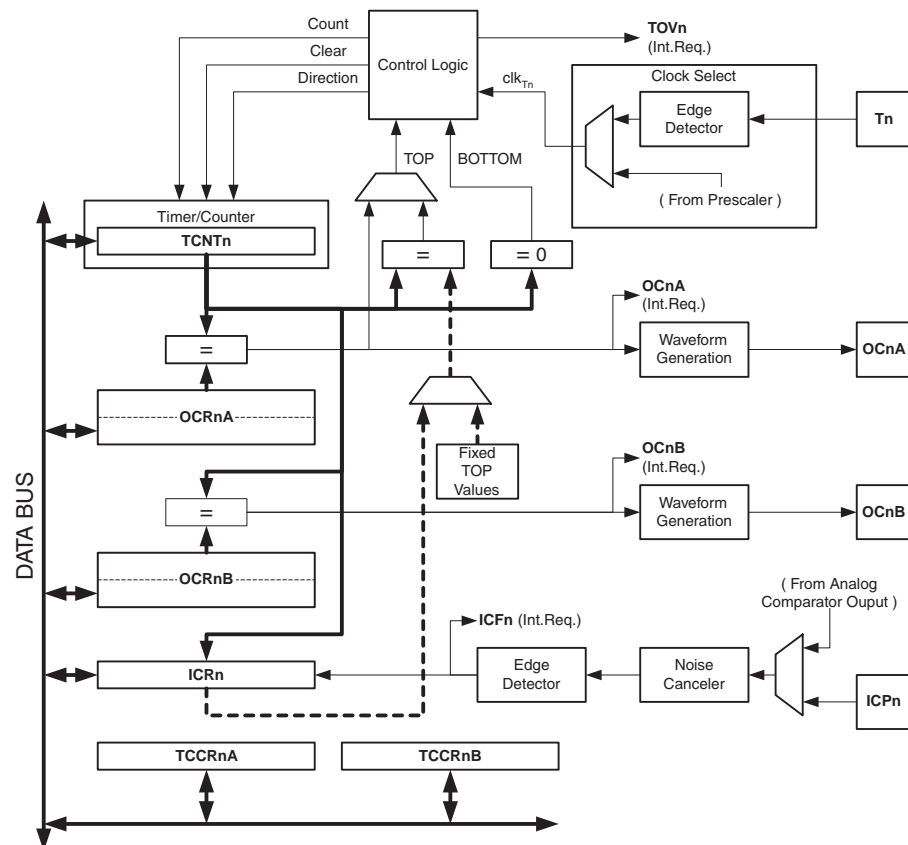 Count
Clear
Direction
Control Logic
TOVn
(Int.Req.)
clkTn
Clock Select
Edge
Detector
Tn
( From Prescaler )
TOP
BOTTOM
Timer/Counter
TCNTn
=
= 0
OCnA
(Int.Req.)
=
Waveform
Generation
OCnA
OCRnA
Fixed
TOP
Values
OCnB
(Int.Req.)
=
Waveform
Generation
OCnB
DATA BUS
OCRnB
( From Analog
Comparator Ouput )
ICFn (Int.Req.)
ICRn
Edge
Detector
Noise
Canceler
ICPn
TCCRnA
TCCRnB